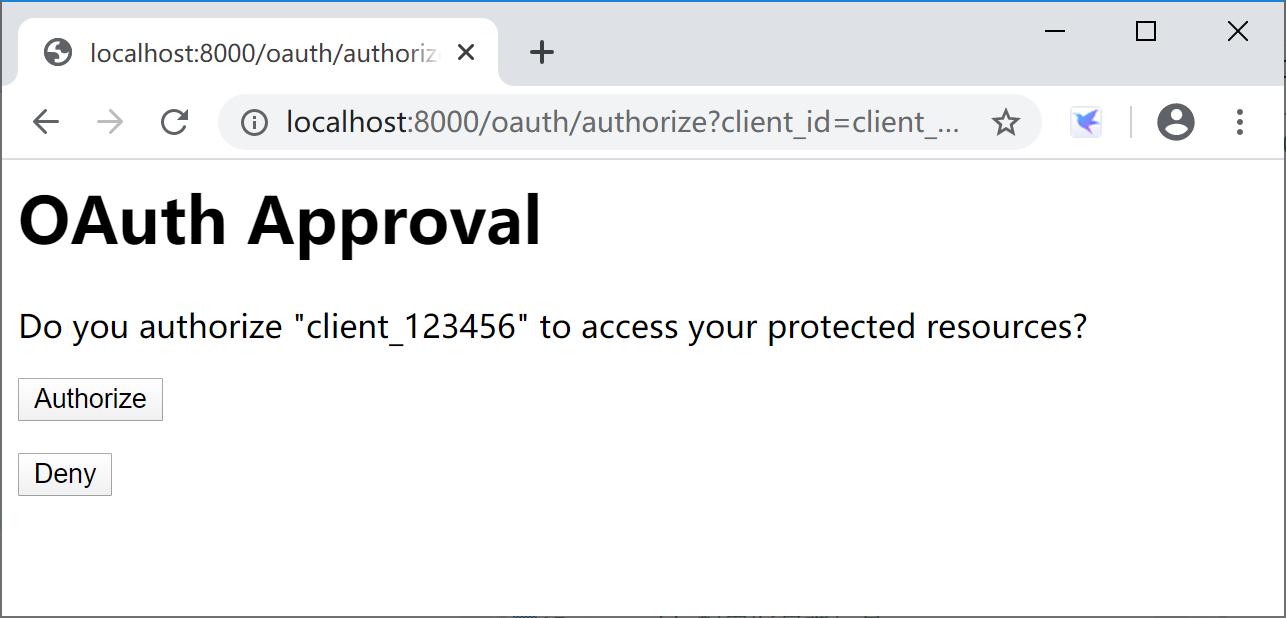 localhost:8000/oauth/authoriz
localhost:8000/oauth/authorize?client_id=client_...
OAuth Approval
Do you authorize "client_123456" to access your protected resources?
Authorize
Deny